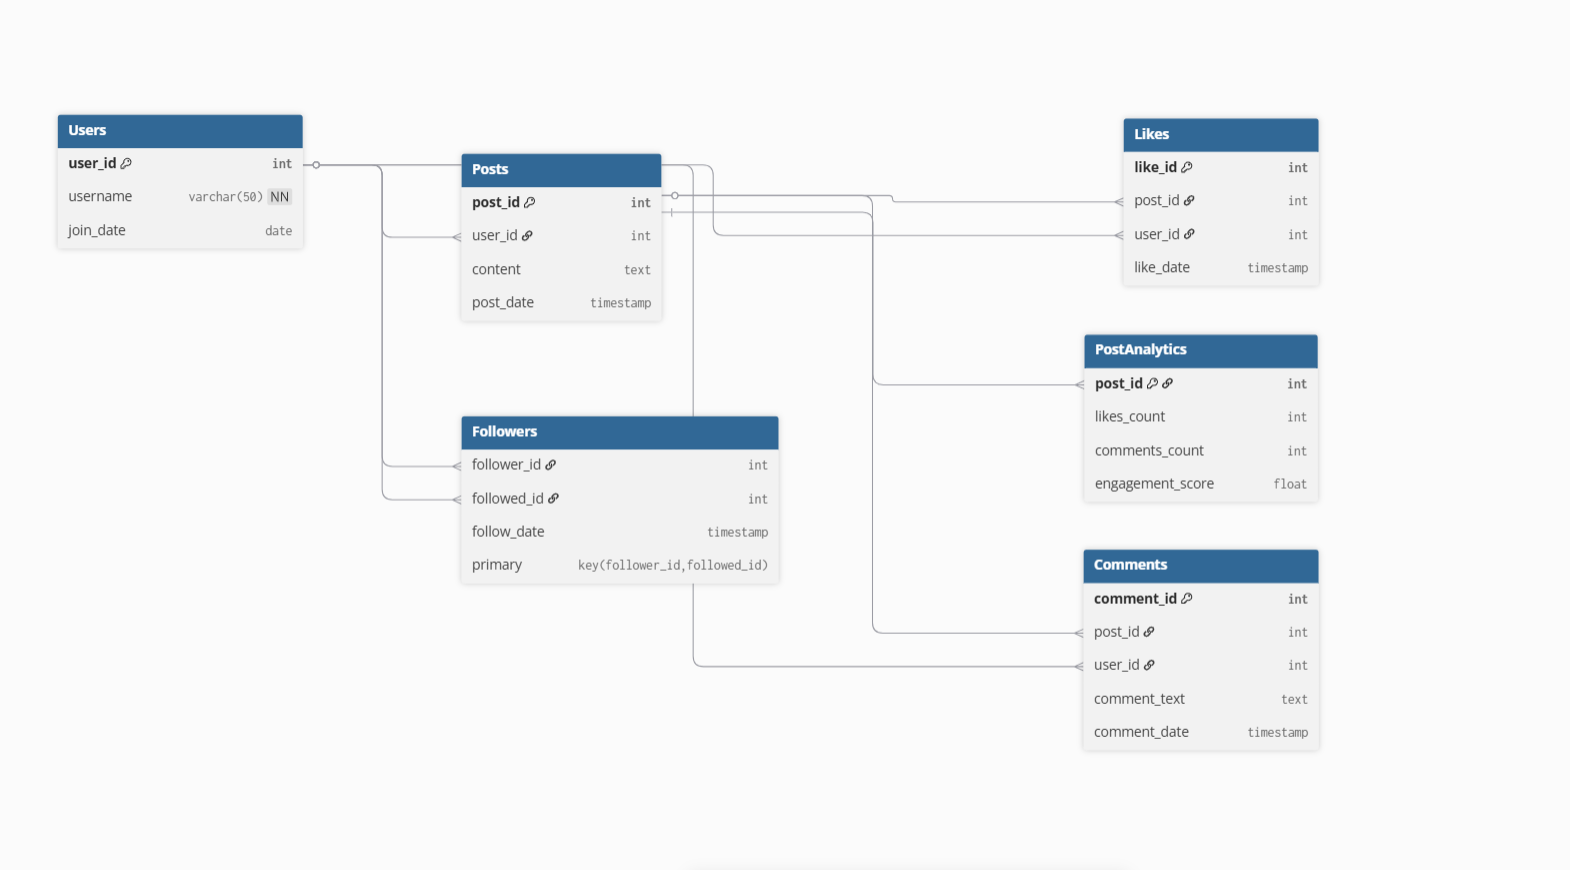 Users
user_id int
username varchar(50) NN
join_date date
Posts
post_id int
user_id int
content text
post_date timestamp
Followers
follower_id int
followed_id int
follow_date timestamp
primary key(follower_id,followed_id)
Likes
like_id int
post_id int
user_id int
like_date timestamp
PostAnalytics
post_id int
likes_count int
comments_count int
engagement_score float
Comments
comment_id int
post_id int
user_id int
comment_text text
comment_date timestamp